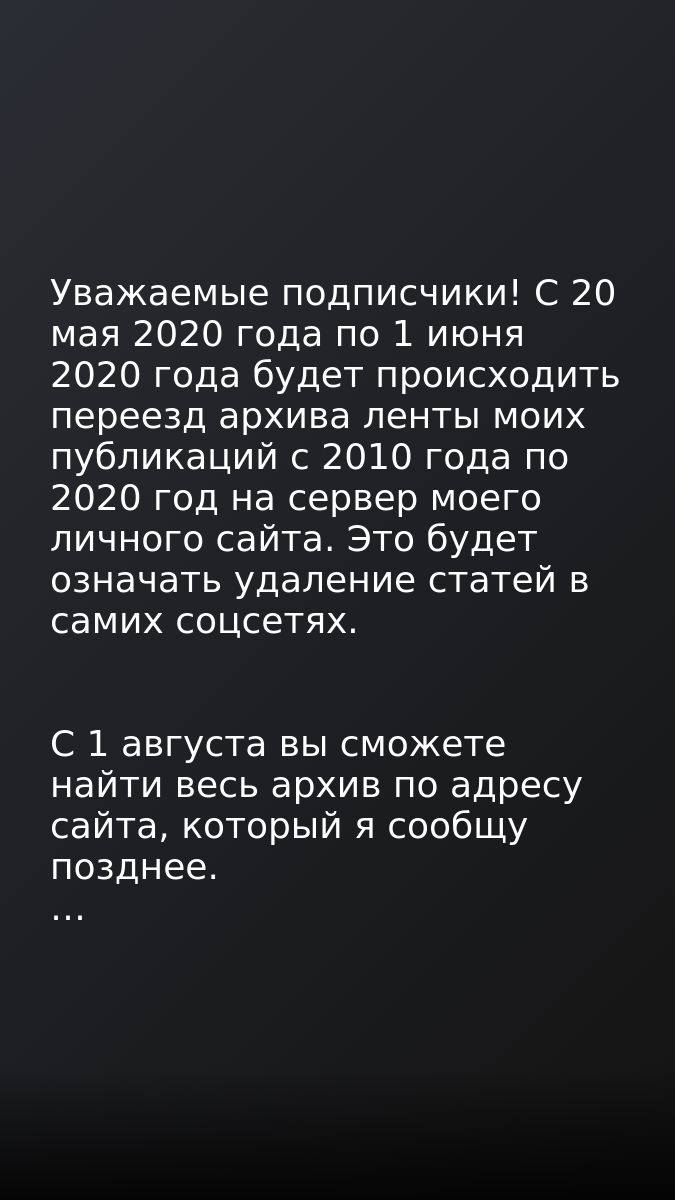 Уважаемые подписчики! С 20
мая 2020 года по 1 июня
2020 года будет происходить
переезд архива ленты моих
публикаций с 2010 года по
2020 год на сервер моего
личного сайта. Это будет
означать удаление статей в
самих соцсетях.
С 1 августа вы сможете
найти весь архив по адресу
сайта, который я сообщу
позднее.
...